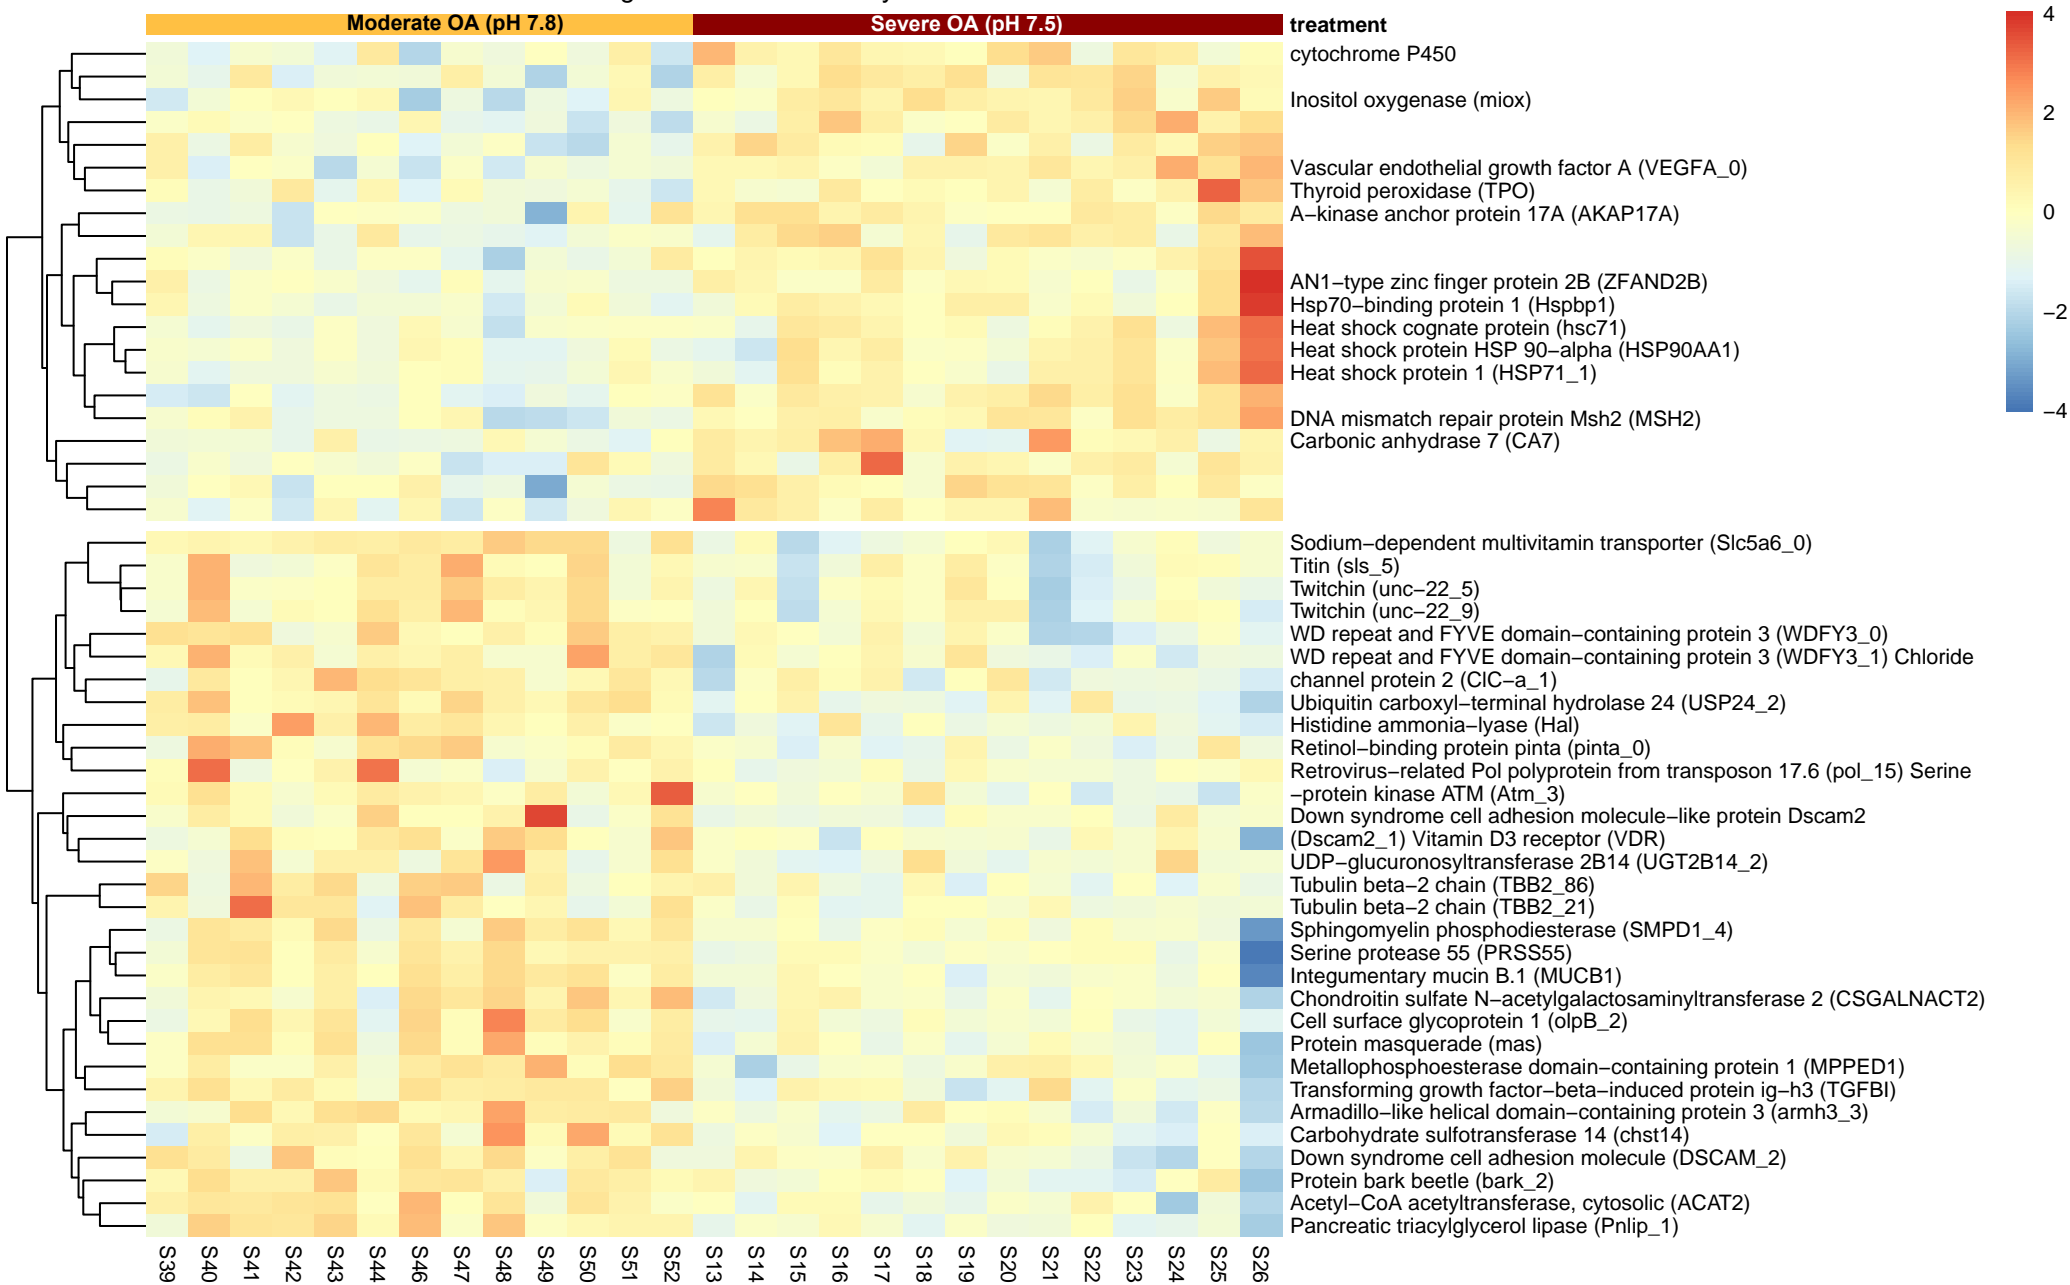 Moderate OA (pH 7.8)
Severe OA (pH 7.5)
treatment
cytochrome P450
Inositol oxygenase (miox)
Vascular endothelial growth factor A (VEGFA_0)
Thyroid peroxidase (TPO)
A−kinase anchor protein 17A (AKAP17A)
AN1−type zinc finger protein 2B (ZFAND2B)
Hsp70−binding protein 1 (Hspbp1)
Heat shock cognate protein (hsc71)
Heat shock protein HSP 90−alpha (HSP90AA1)
Heat shock protein 1 (HSP71_1)
DNA mismatch repair protein Msh2 (MSH2)
Carbonic anhydrase 7 (CA7)
Sodium−dependent multivitamin transporter (Slc5a6_0)
Titin (sls_5)
Twitchin (unc−22_5)
Twitchin (unc−22_9)
WD repeat and FYVE domain−containing protein 3 (WDFY3_0)
WD repeat and FYVE domain−containing protein 3 (WDFY3_1) Chloride
channel protein 2 (ClC−a_1)
Ubiquitin carboxyl−terminal hydrolase 24 (USP24_2)
Histidine ammonia−lyase (Hal)
Retinol−binding protein pinta (pinta_0)
Retrovirus−related Pol polyprotein from transposon 17.6 (pol_15) Serine
−protein kinase ATM (Atm_3)
Down syndrome cell adhesion molecule−like protein Dscam2
(Dscam2_1) Vitamin D3 receptor (VDR)
UDP−glucuronosyltransferase 2B14 (UGT2B14_2)
Tubulin beta−2 chain (TBB2_86)
Tubulin beta−2 chain (TBB2_21)
Sphingomyelin phosphodiesterase (SMPD1_4)
Serine protease 55 (PRSS55)
Integumentary mucin B.1 (MUCB1)
Chondroitin sulfate N−acetylgalactosaminyltransferase 2 (CSGALNACT2)
Cell surface glycoprotein 1 (olpB_2)
Protein masquerade (mas)
Metallophosphoesterase domain−containing protein 1 (MPPED1)
Transforming growth factor−beta−induced protein ig−h3 (TGFBI)
Armadillo−like helical domain−containing protein 3 (armh3_3)
Carbohydrate sulfotransferase 14 (chst14)
Down syndrome cell adhesion molecule (DSCAM_2)
Protein bark beetle (bark_2)
Acetyl−CoA acetyltransferase, cytosolic (ACAT2)
Pancreatic triacylglycerol lipase (Pnlip_1)
4
2
0
−2
−4
S39
S40
S41
S42
S43
S44
S46
S47
S48
S49
S50
S51
S52
S13
S14
S15
S16
S17
S18
S19
S20
S21
S22
S23
S24
S25
S26